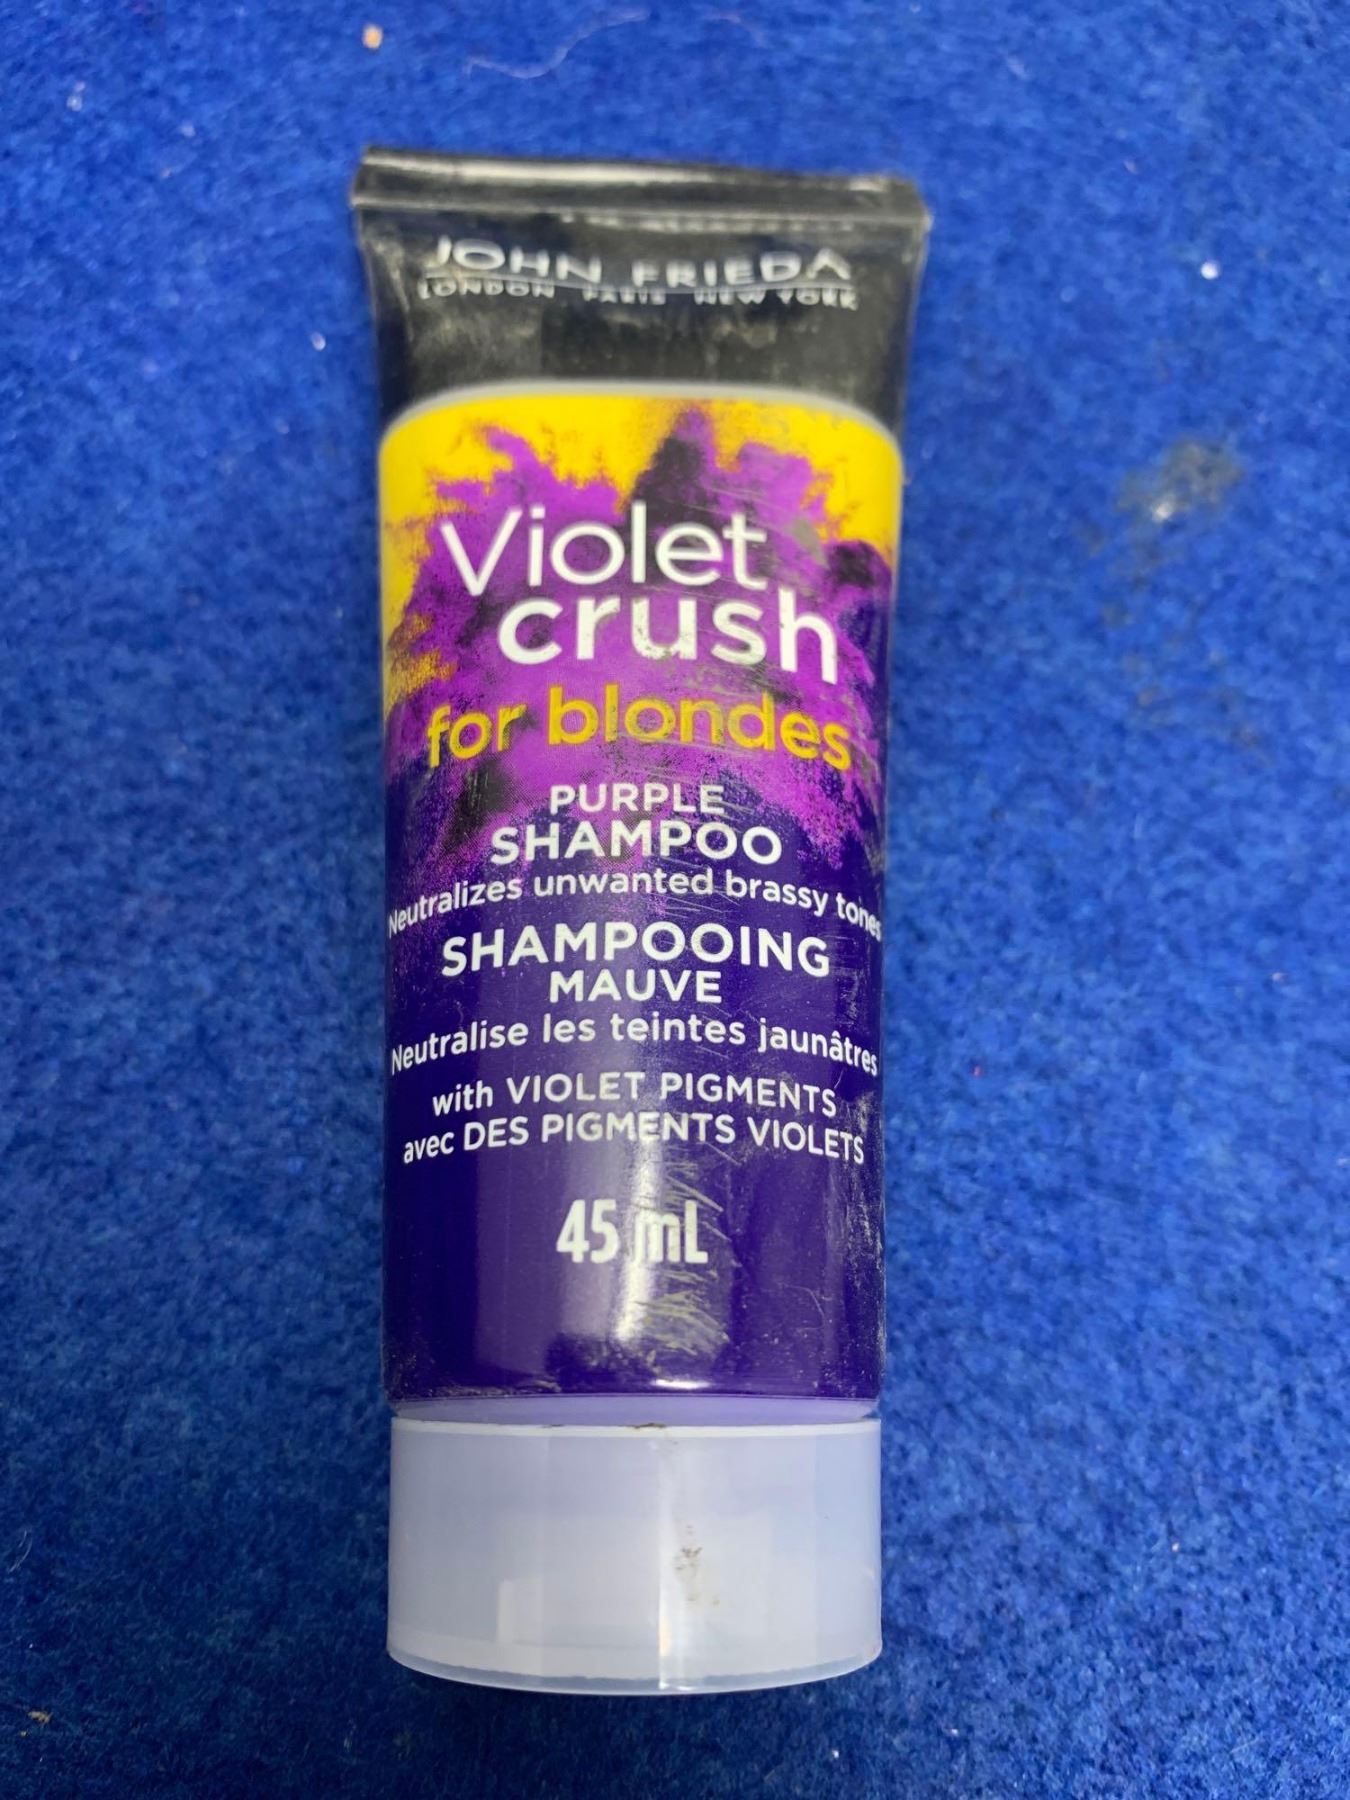 JOHN FRIEDA
LONDON PARIS NEW YORK
Violet
crush
for blondes
PURPLE
SHAMPOO
Neutralizes unwanted brassy tones
SHAMPOOING
MAUVE
Neutralise les teintes jaunâtres
with VIOLET PIGMENTS
avec DES PIGMENTS VIOLETS
45 mL